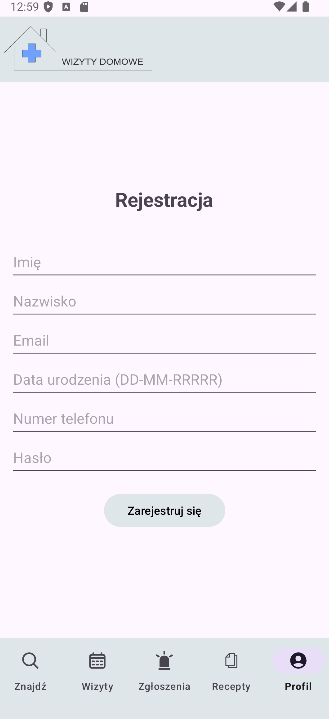 12:59
WIZYTY DOMOWE
Rejestracja
Imię
Nazwisko
Email
Data urodzenia (DD-MM-RRRRR)
Numer telefonu
Hasło
Zarejestruj się
Znajdź Wizyty Zgłoszenia Recepty Profil